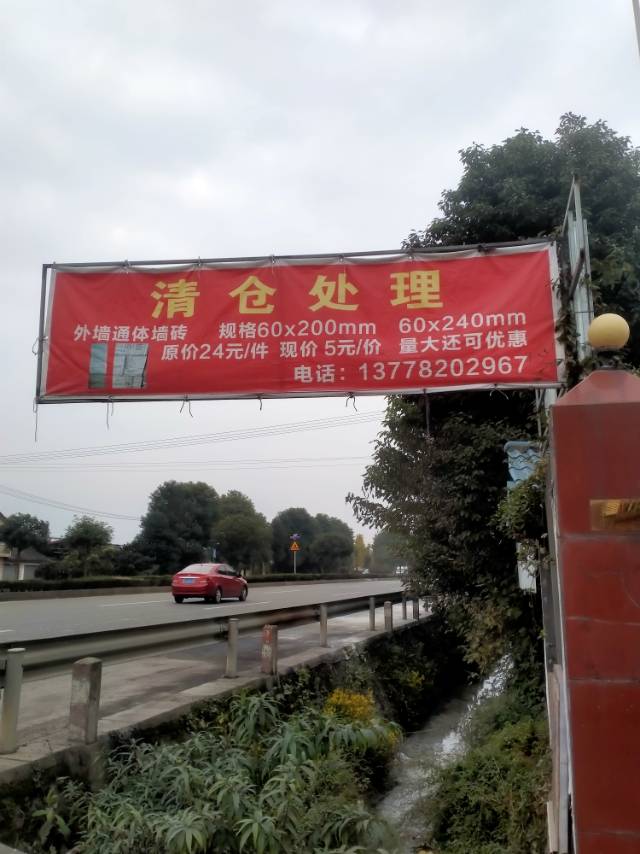 清仓处理
外墙通体墙砖 规格60x200mm 60x240mm
原价24元/件 现价5元/价 量大还可优惠
电话：13778202967